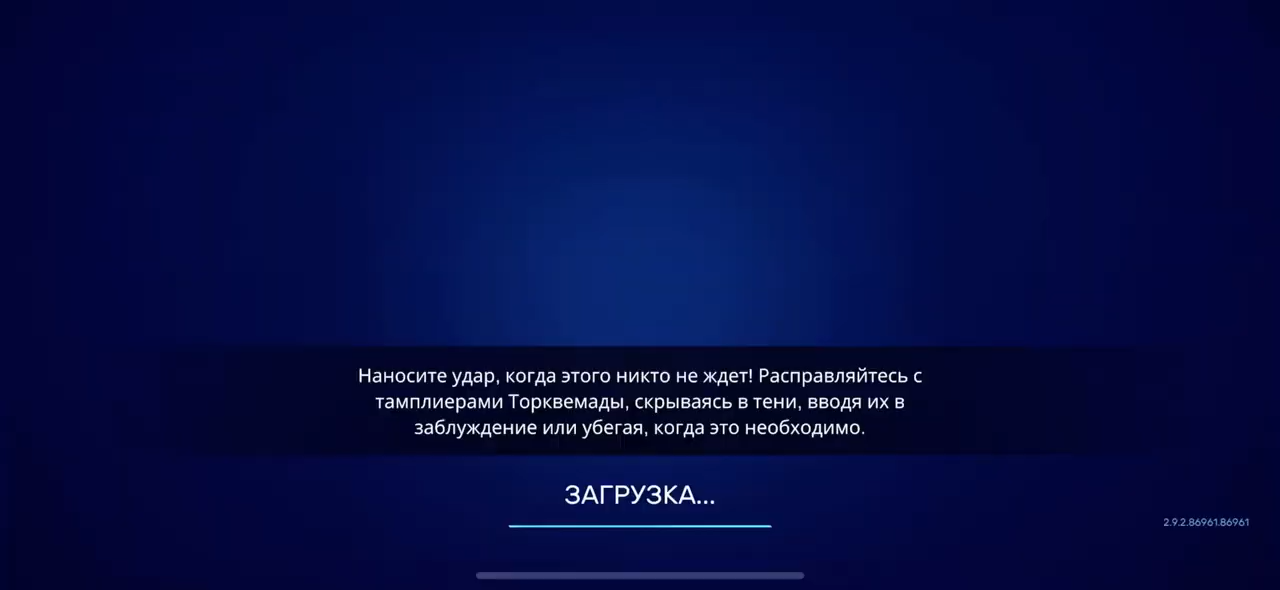 Наносите удар, когда этого никто не ждет! Расправляйтесь с
тамплиерами Торквемады, скрываясь в тени, вводя их в
заблуждение или убегая, когда это необходимо.
ЗАГРУЗКА...
2.9.2.86961.86961